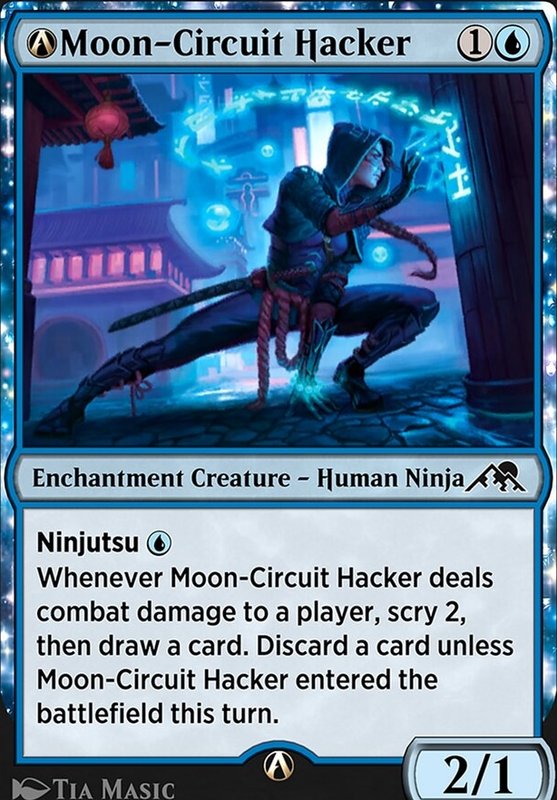 Moon-Circuit Hacker 1
Enchantment Creature – Human Ninja
Ninjutsu
Whenever Moon-Circuit Hacker deals
combat damage to a player, scry 2,
then draw a card. Discard a card unless
Moon-Circuit Hacker entered the
battlefield this turn.
2/1
Tia Masic